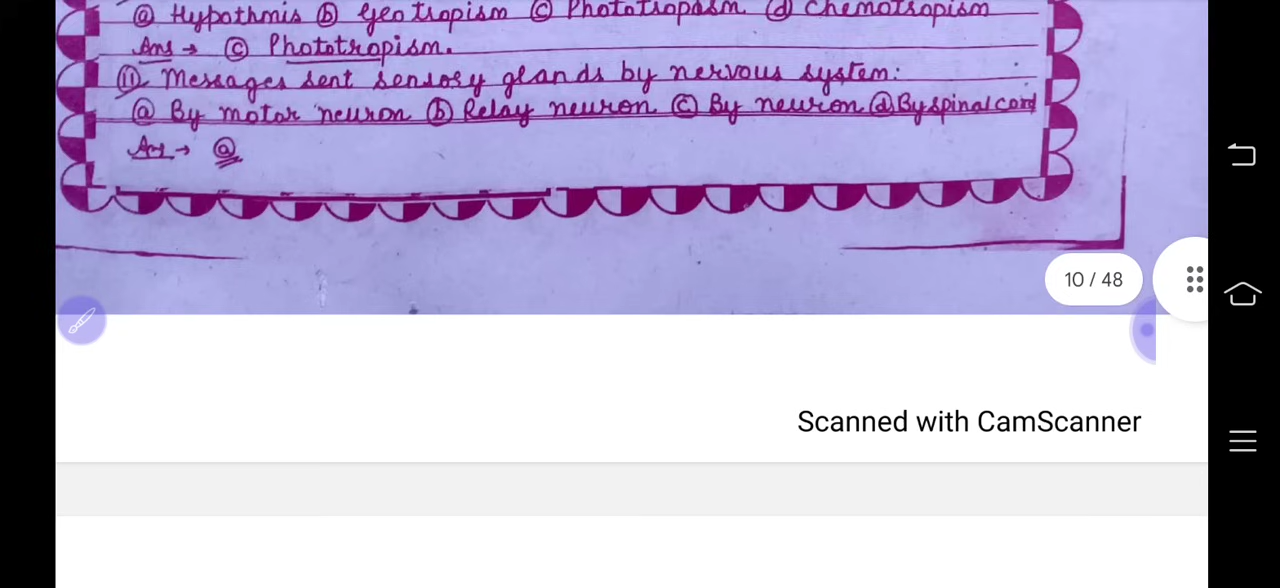 ⓐ Hypothmis ⓑ Geotropism ⓒ Phototropism ⓓ Chemotropism
Ans → ⓒ Phototropism.
⑪ Messages sent sensory glands by nervous system:
ⓐ By motor neuron ⓑ Relay neuron ⓒ By neuron ⓓ By spinal cord
Ans → ⓐ
10 / 48
Scanned with CamScanner